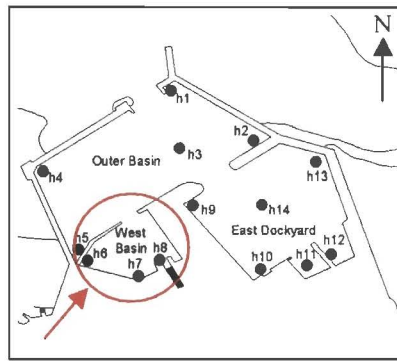 N
h1
h2
h3
Outer Basin
h4
h13
h9
h14
West
Basin
East Dockyard
h5
h6
h8
h7
h10
h11
h12